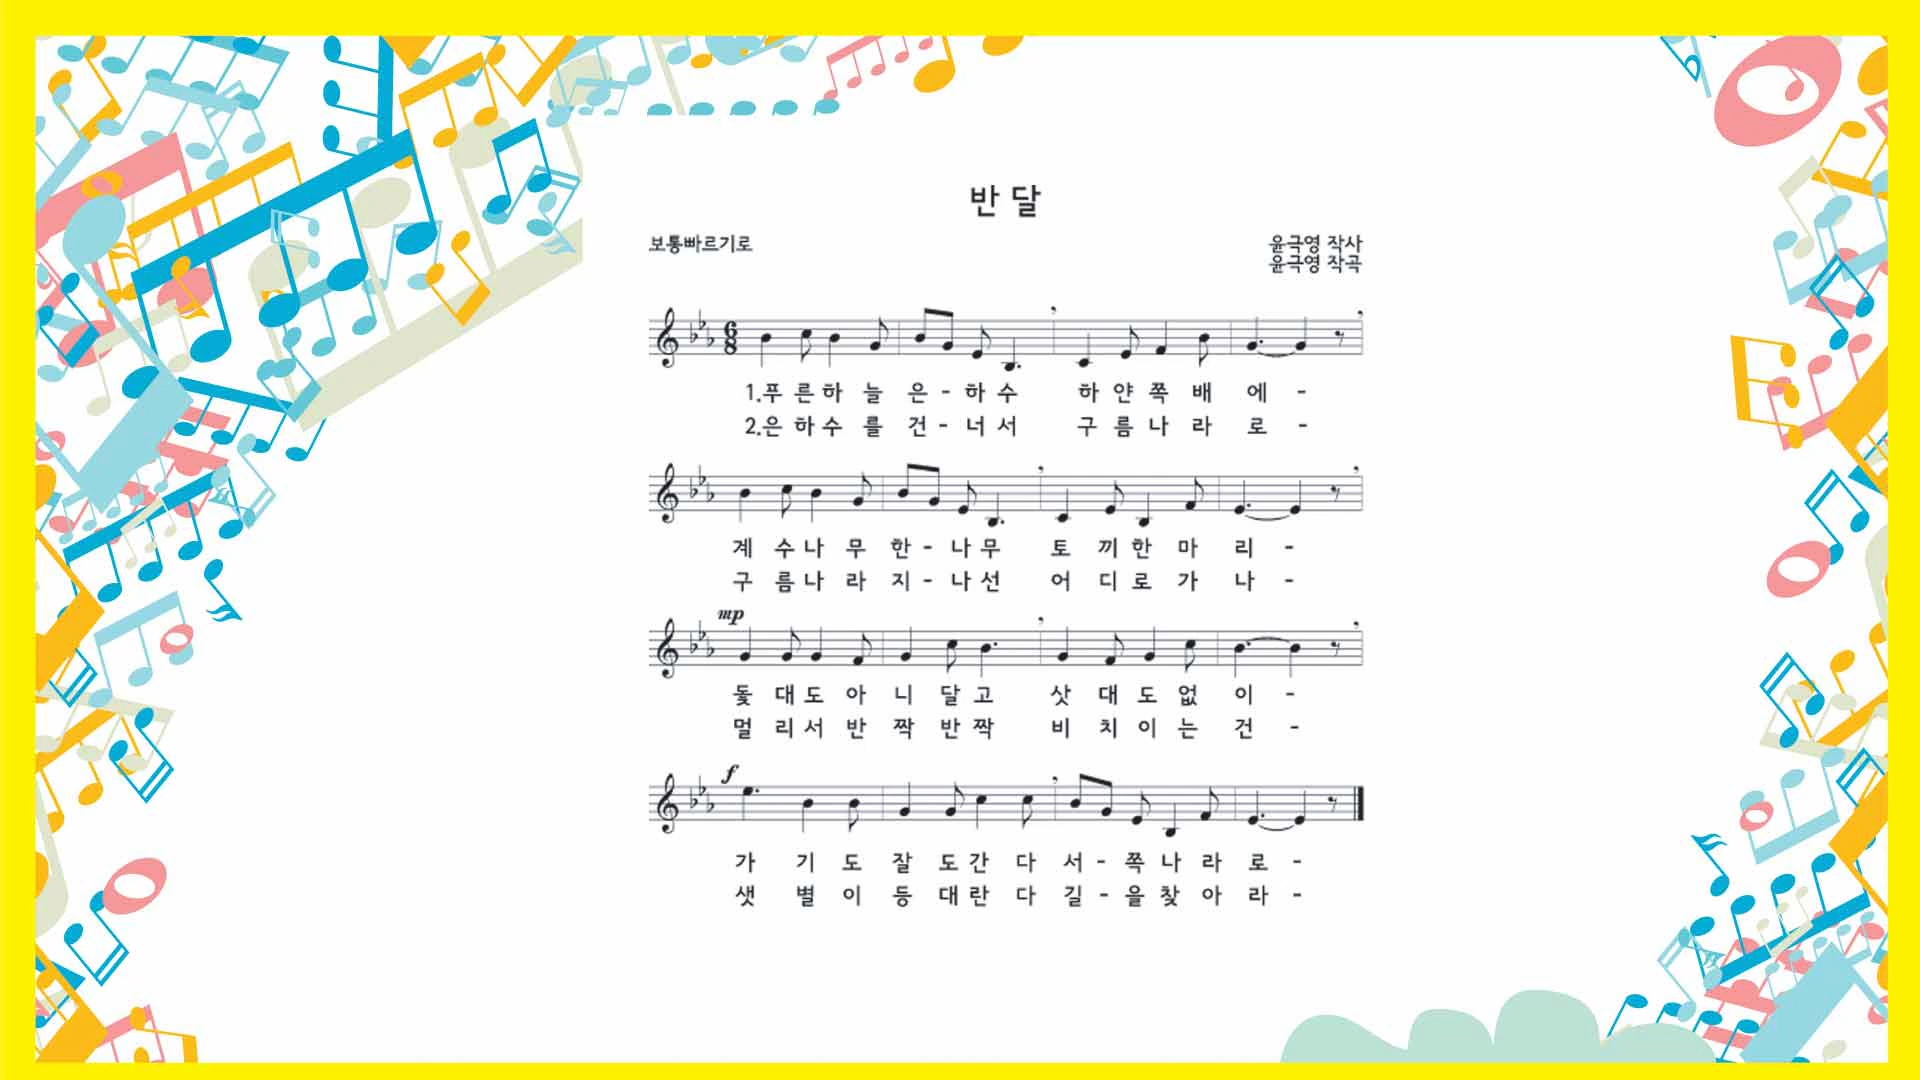 반 달
보통빠르기로
윤극영 작사
윤극영 작곡
1.푸 른 하 늘 은 - 하 수 하 얀 쪽 배 에 -
2.은 하 수 를 건 - 너 서 구 름 나 라 로 -
계 수 나 무 한 - 나 무 토 끼 한 마 리 -
구 름 나 라 지 - 나 선 어 디 로 가 나 -
mp
돛 대 도 아 니 달 고 삿 대 도 없 이 -
멀 리 서 반 짝 반 짝 비 치 이 는 건 -
f
가 기 도 잘 도 간 다 서 - 쪽 나 라 로 -
샛 별 이 등 대 란 다 길 - 을 찾 아 라 -